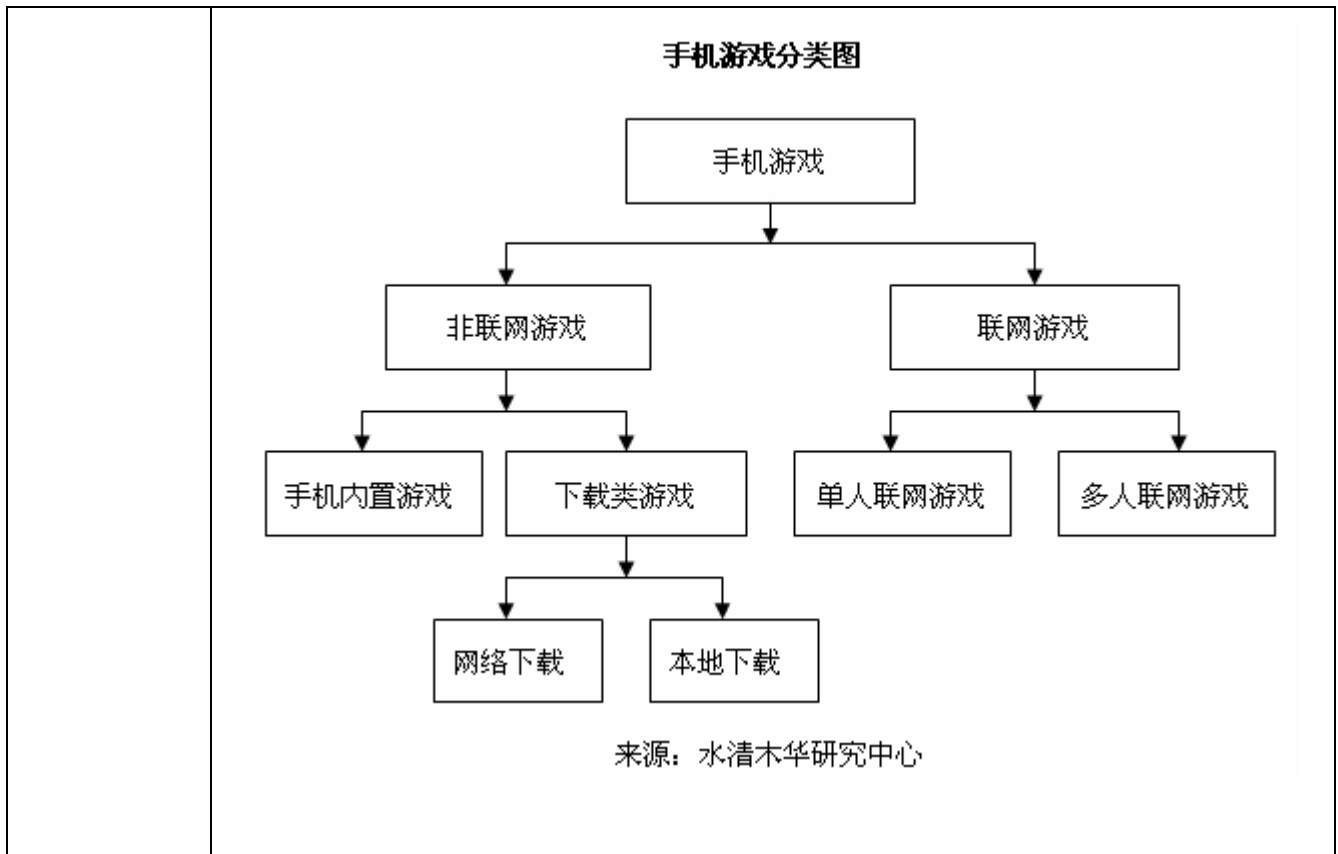 手机游戏分类图
手机游戏
非联网游戏
联网游戏
手机内置游戏
下载类游戏
单人联网游戏
多人联网游戏
网络下载
本地下载
来源：水清木华研究中心